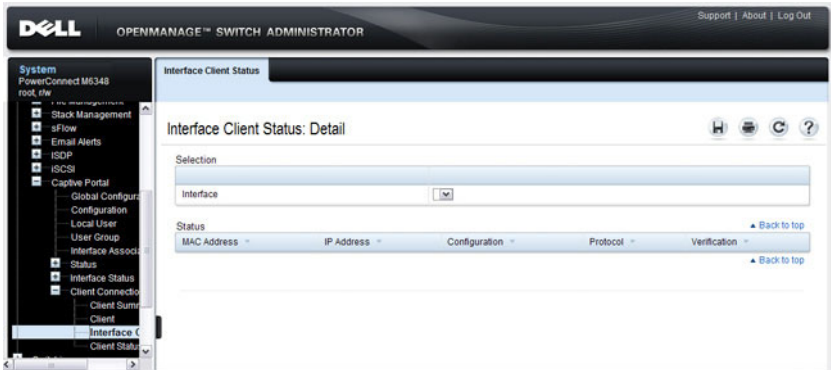 Support | About | Log Out
DELL
OPENMANAGE™ SWITCH ADMINISTRATOR
System
PowerConnect M6348
root, r/w
Stack Management
sFlow
Email Alerts
ISDP
iSCSI
Captive Portal
Global Configura
Configuration
Local User
User Group
Interface Associa
Status
Interface Status
Client Connectio
Client Summ
Client
Interface C
Client Status
Interface Client Status
Interface Client Status: Detail
Selection
Interface
Status
Back to top
MAC Address
IP Address
Configuration
Protocol
Verification
Back to top